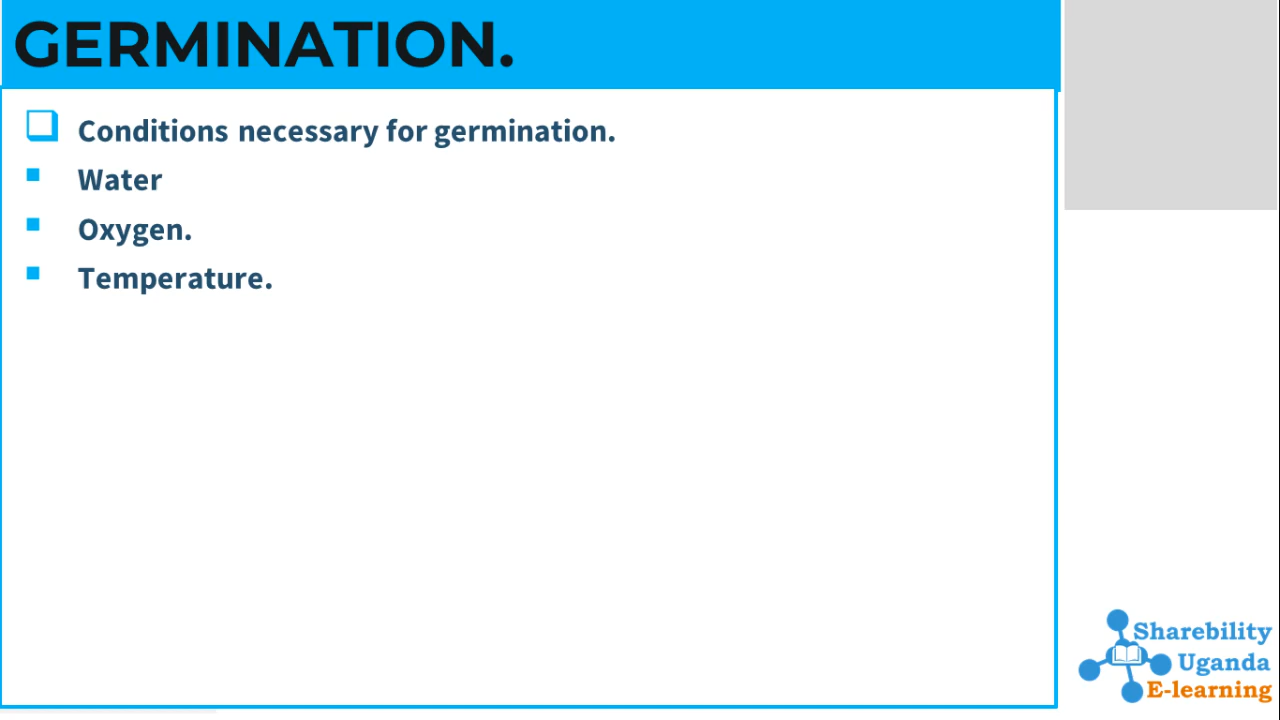 GERMINATION.
Conditions necessary for germination.
Water
Oxygen.
Temperature.
Sharebility
Uganda
E-learning